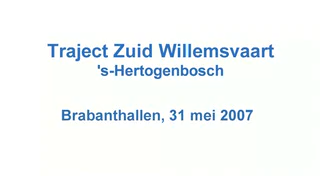 Traject Zuid Willemsvaart
's-Hertogenbosch
Brabanthallen, 31 mei 2007